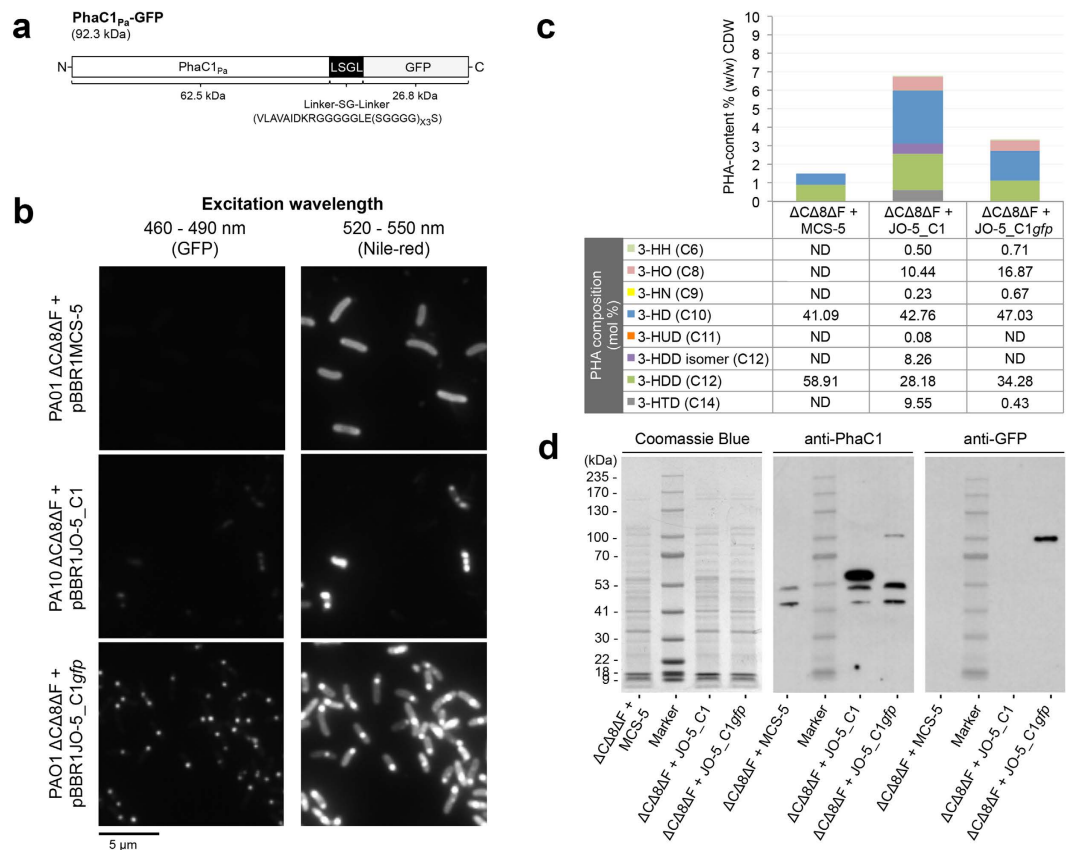 a
PhaC1Pa-GFP
(92.3 kDa)
N- PhaC1Pa LSGL GFP -C
62.5 kDa 26.8 kDa
Linker-SG-Linker
(VLAVAIDKRGGGGGLE(SGGGG)X3S)
b
Excitation wavelength
460 - 490 nm 520 - 550 nm
(GFP) (Nile-red)
PA01 ΔCΔ8ΔF +
pBBR1MCS-5
PA10 ΔCΔ8ΔF +
pBBR1JO-5_C1
PAO1 ΔCΔ8ΔF +
pBBR1JO-5_C1gfp
5 µm
c
PHA-content % (w/w) CDW
10
9
8
7
6
5
4
3
2
1
0
ΔCΔ8ΔF + ΔCΔ8ΔF + ΔCΔ8ΔF +
MCS-5 JO-5_C1 JO-5_C1gfp
PHA composition
(mol %)
3-HH (C6) ND 0.50 0.71
3-HO (C8) ND 10.44 16.87
3-HN (C9) ND 0.23 0.67
3-HD (C10) 41.09 42.76 47.03
3-HUD (C11) ND 0.08 ND
3-HDD isomer (C12) ND 8.26 ND
3-HDD (C12) 58.91 28.18 34.28
3-HTD (C14) ND 9.55 0.43
d
Coomassie Blue anti-PhaC1 anti-GFP
(kDa)
235 -
170 -
130 -
100 -
70 -
53 -
41 -
30 -
22 -
18 -
9 -
ΔCΔ8ΔF +
MCS-5
Marker
ΔCΔ8ΔF + JO-5_C1
ΔCΔ8ΔF + JO-5_C1gfp
ΔCΔ8ΔF + MCS-5
Marker
ΔCΔ8ΔF + JO-5_C1
ΔCΔ8ΔF + JO-5_C1gfp
ΔCΔ8ΔF + MCS-5
Marker
ΔCΔ8ΔF + JO-5_C1
ΔCΔ8ΔF + JO-5_C1gfp